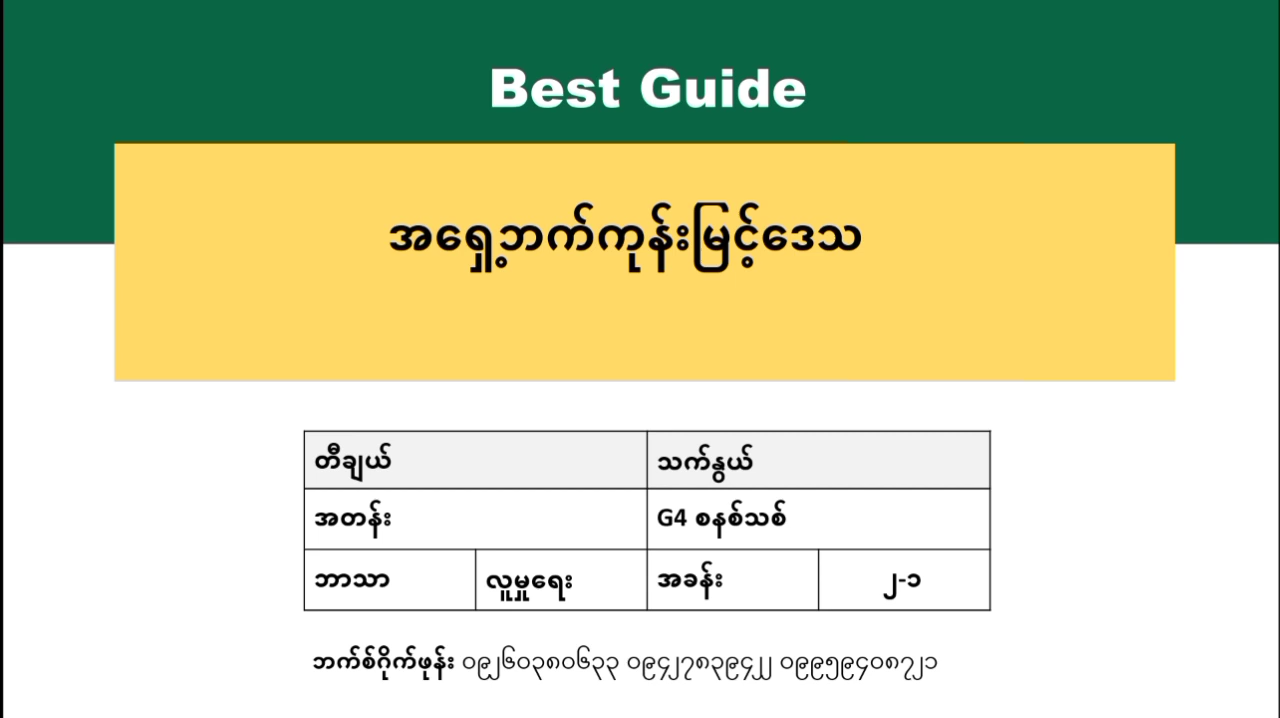 Best Guide
အရှေ့ဘက်ကုန်းမြင့်ဒေသ
တီချယ် သက်နွယ်
အတန်း G4 စနစ်သစ်
ဘာသာ လူမှုရေး အခန်း ၂-၁
ဘက်စ်ဂိုက်ဖုန်း ၀၉၂၆၀၃၈၀၆၃၃ ၀၉၄၂၇၈၃၉၄၂၂ ၀၉၉၅၉၄၀၈၇၂၁